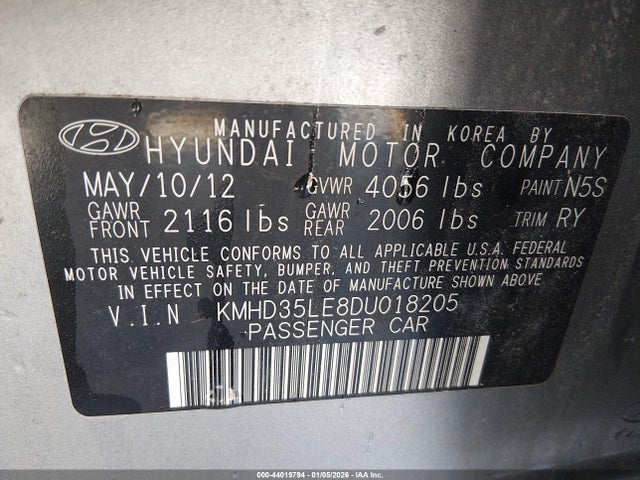 MANUFACTURED IN KOREA BY
HYUNDAI MOTOR COMPANY
MAY/10/12 GVWR 4056 lbs PAINT N5S
GAWR FRONT 2116 lbs GAWR REAR 2006 lbs TRIM RY
THIS VEHICLE CONFORMS TO ALL APPLICABLE U.S.A. FEDERAL
MOTOR VEHICLE SAFETY, BUMPER, AND THEFT PREVENTION STANDARDS
IN EFFECT ON THE DATE OF MANUFACTURE SHOWN ABOVE
V.I.N KMHD35LE8DU018205
PASSENGER CAR
000-44019794 - 01/05/2026 - IAA Inc.